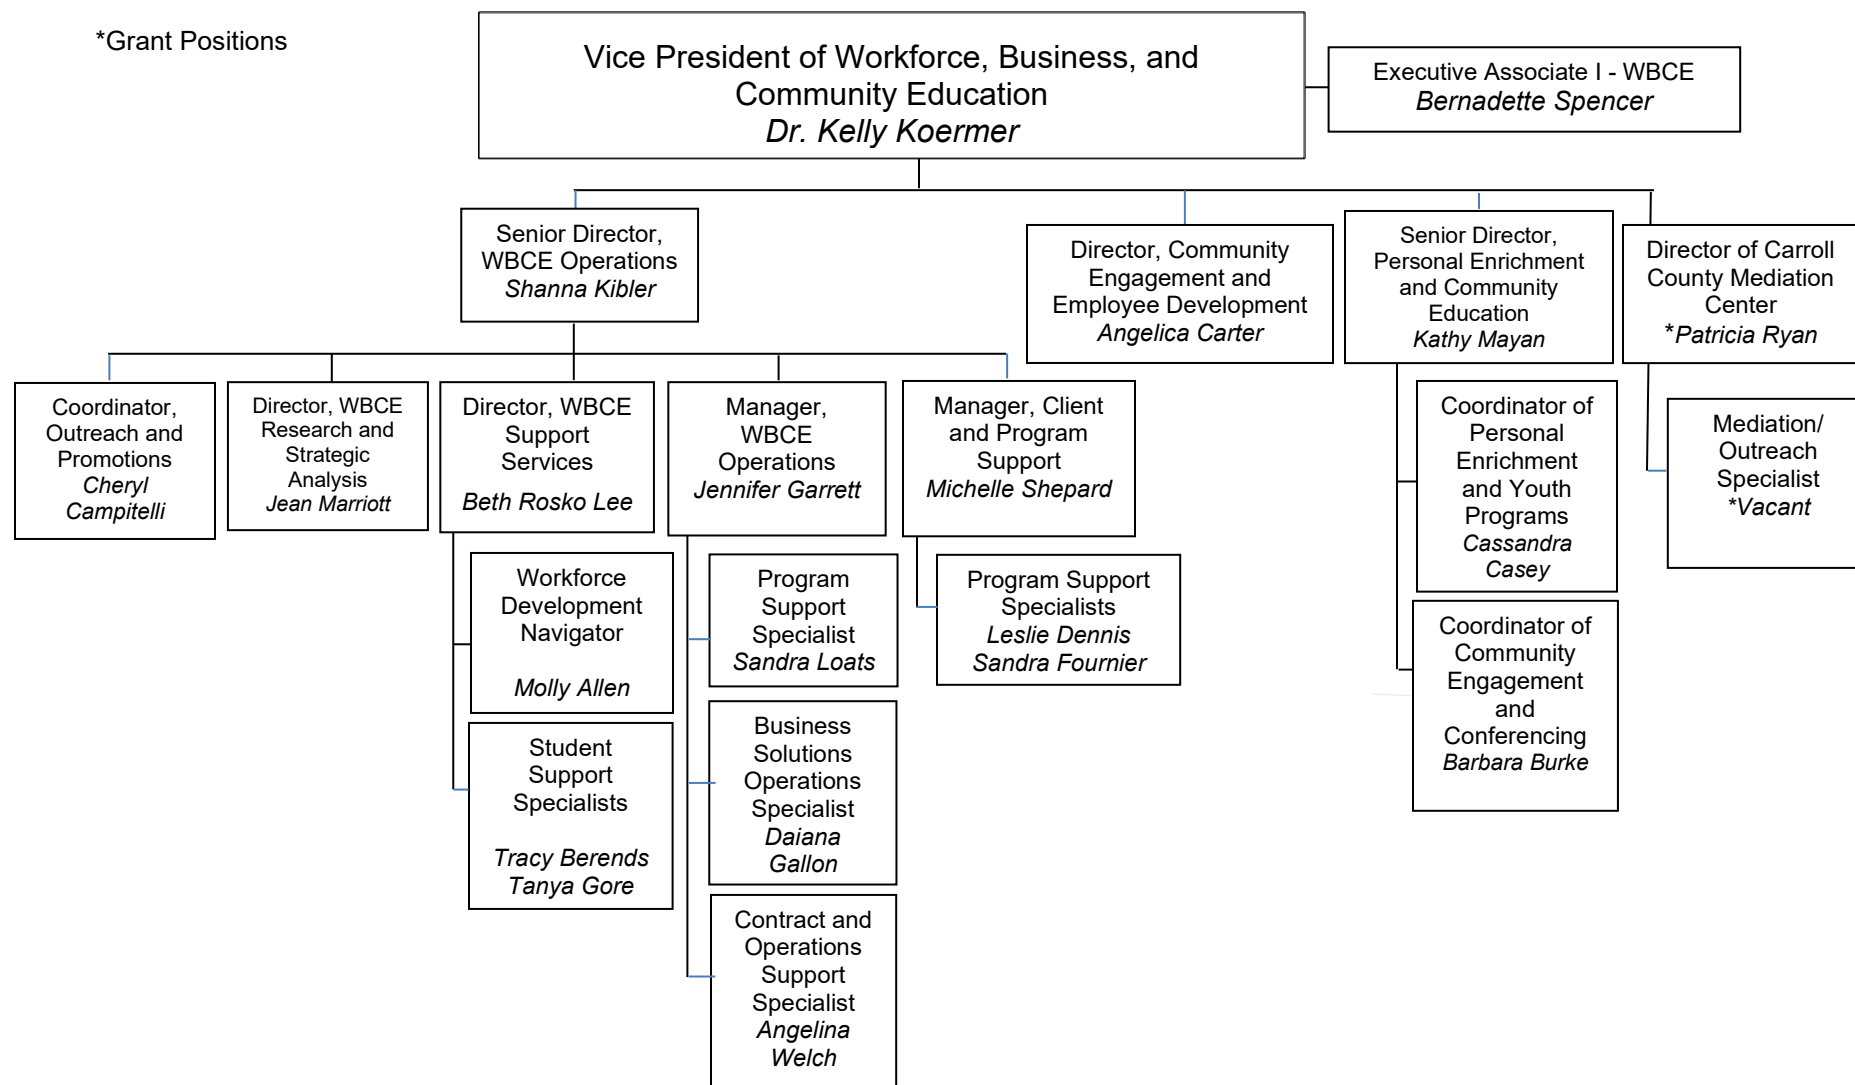 *Grant Positions
Vice President of Workforce, Business, and
Community Education
Dr. Kelly Koermer
Executive Associate I - WBCE
Bernadette Spencer
Senior Director,
WBCE Operations
Shanna Kibler
Director, Community
Engagement and
Employee Development
Angelica Carter
Senior Director,
Personal Enrichment
and Community
Education
Kathy Mayan
Director of Carroll
County Mediation
Center
*Patricia Ryan
Coordinator,
Outreach and
Promotions
Cheryl
Campitelli
Director, WBCE
Research and
Strategic
Analysis
Jean Marriott
Director, WBCE
Support
Services
Beth Rosko Lee
Manager,
WBCE
Operations
Jennifer Garrett
Manager, Client
and Program
Support
Michelle Shepard
Coordinator of
Personal
Enrichment
and Youth
Programs
Cassandra
Casey
Mediation/
Outreach
Specialist
*Vacant
Workforce
Development
Navigator
Molly Allen
Program
Support
Specialist
Sandra Loats
Program Support
Specialists
Leslie Dennis
Sandra Fournier
Coordinator of
Community
Engagement
and
Conferencing
Barbara Burke
Student
Support
Specialists
Tracy Berends
Tanya Gore
Business
Solutions
Operations
Specialist
Daiana
Gallon
Contract and
Operations
Support
Specialist
Angelina
Welch